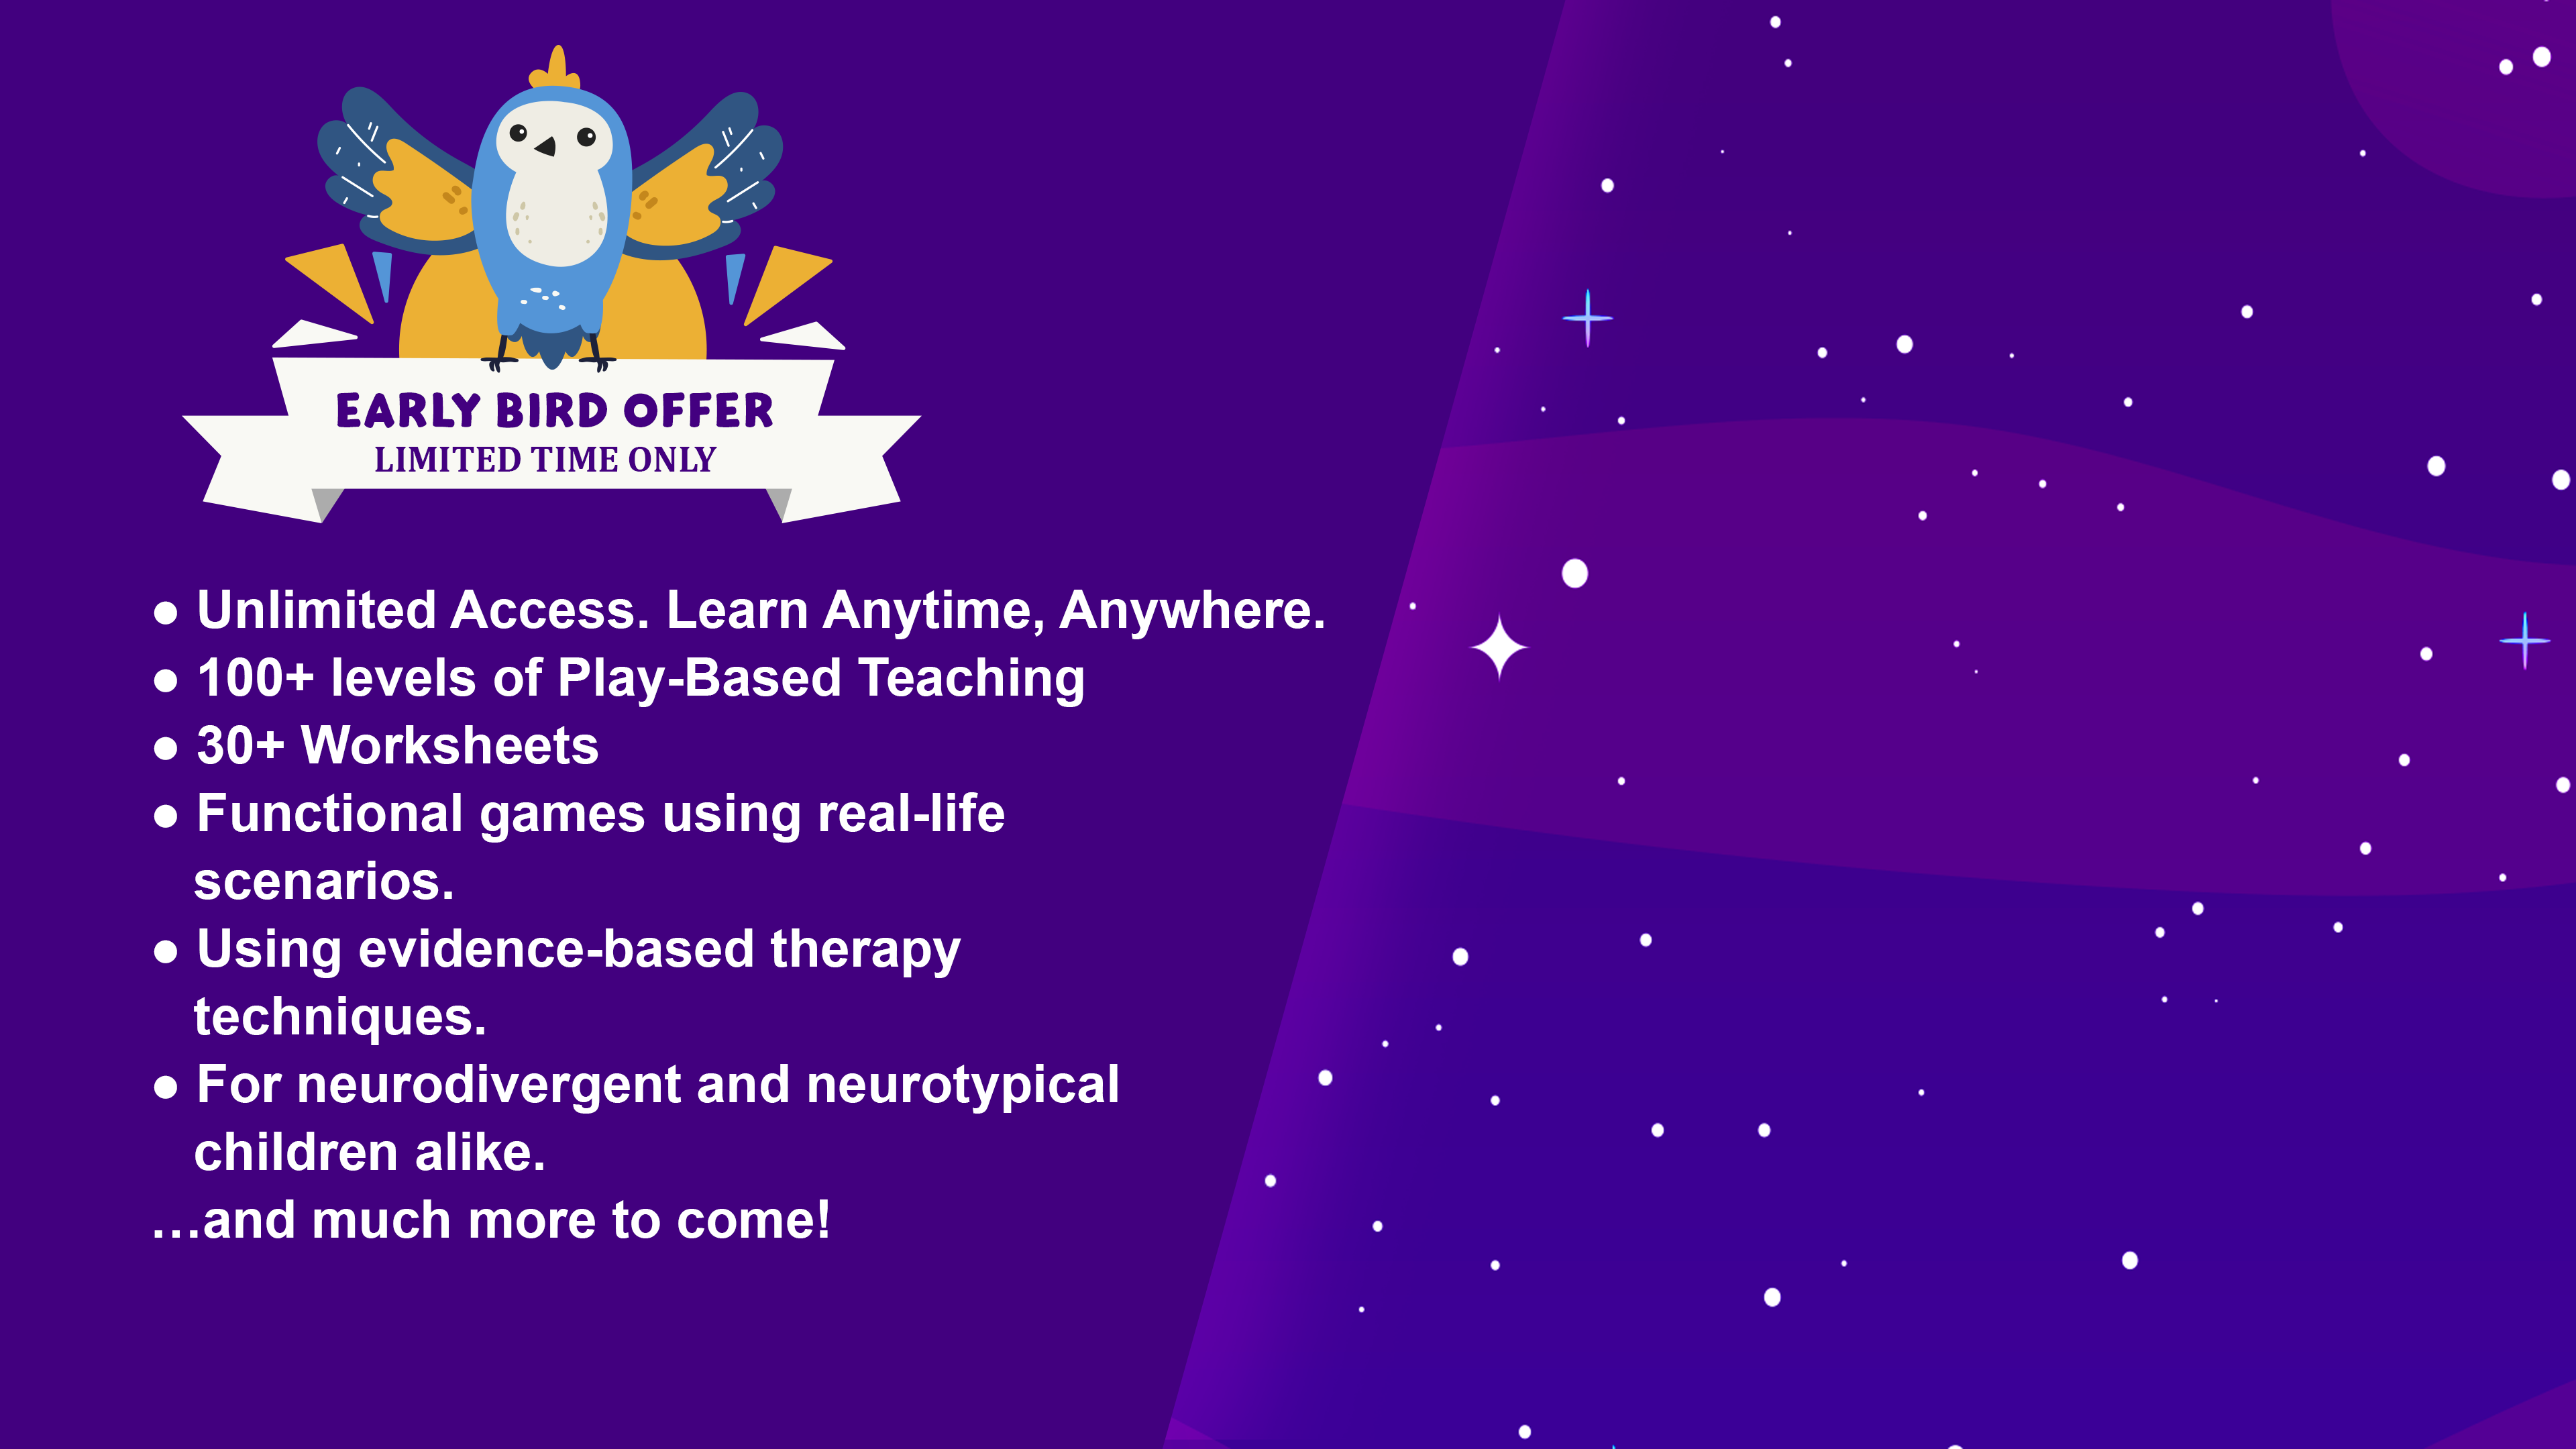 EARLY BIRD OFFER
LIMITED TIME ONLY
● Unlimited Access. Learn Anytime, Anywhere.
● 100+ levels of Play-Based Teaching
● 30+ Worksheets
● Functional games using real-life
scenarios.
● Using evidence-based therapy
techniques.
● For neurodivergent and neurotypical
children alike.
…and much more to come!